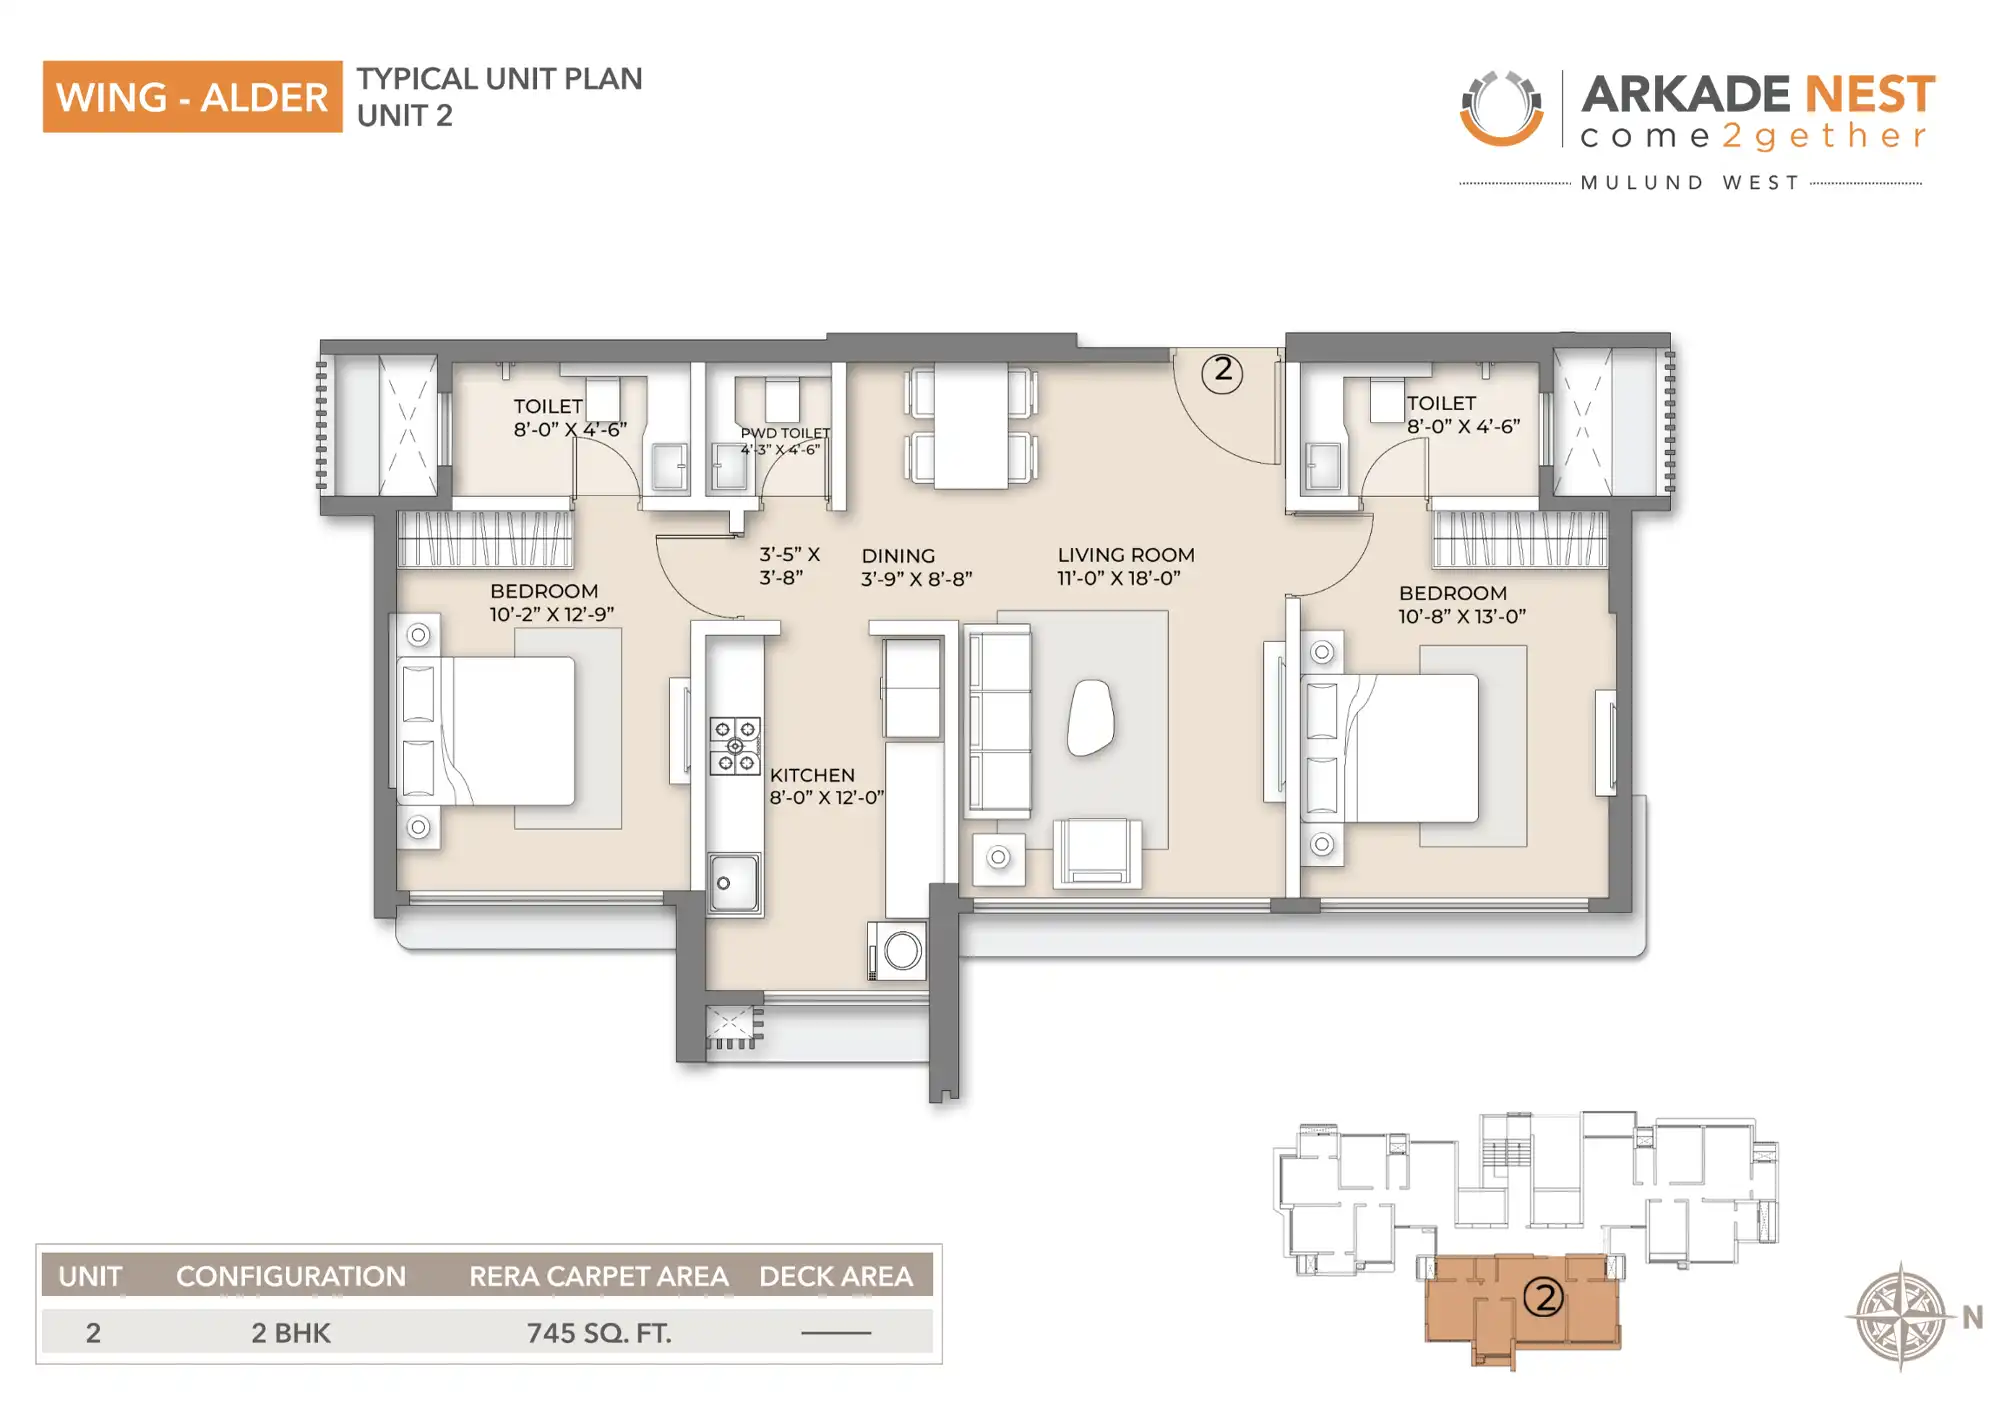 WING - ALDER
TYPICAL UNIT PLAN
UNIT 2
ARKADE NEST
come2gether
MULUND WEST
2
TOILET
8'-0" X 4'-6"
PWD TOILET
4'-3" X 4'-6"
TOILET
8'-0" X 4'-6"
3'-5" X
3'-8"
DINING
3'-9" X 8'-8"
LIVING ROOM
11'-0" X 18'-0"
BEDROOM
10'-2" X 12'-9"
BEDROOM
10'-8" X 13'-0"
KITCHEN
8'-0" X 12'-0"
UNIT CONFIGURATION RERA CARPET AREA DECK AREA
2 2 BHK 745 SQ. FT. ———
2
N